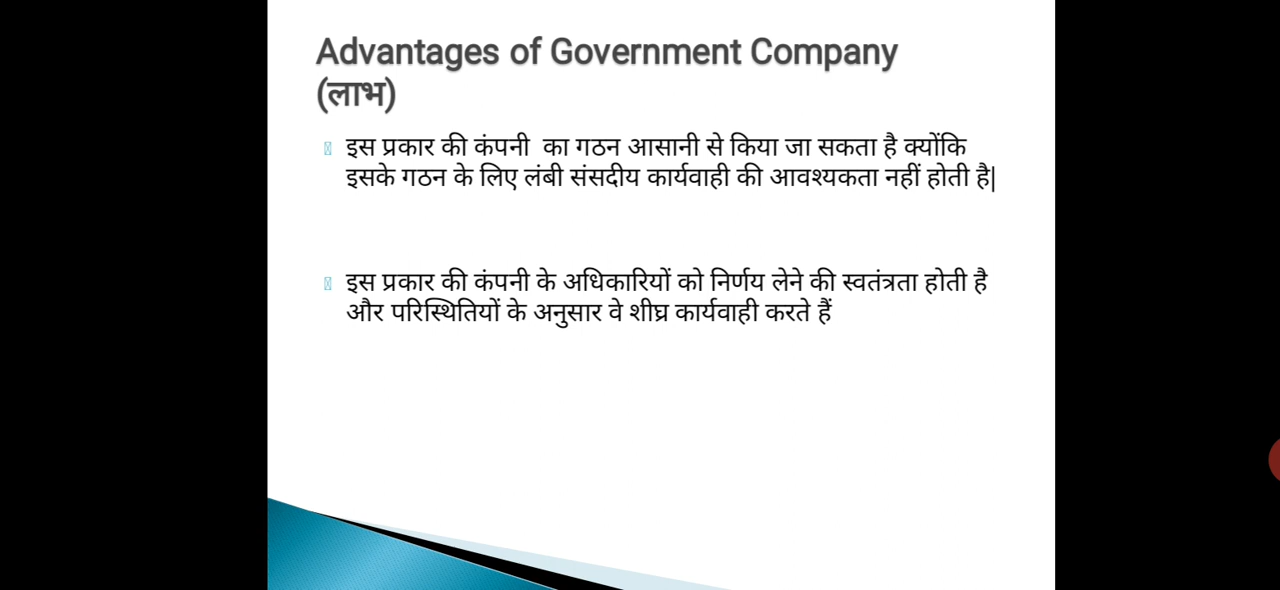 Advantages of Government Company
(लाभ)
इस प्रकार की कंपनी का गठन आसानी से किया जा सकता है क्योंकि
इसके गठन के लिए लंबी संसदीय कार्यवाही की आवश्यकता नहीं होती है|
इस प्रकार की कंपनी के अधिकारियों को निर्णय लेने की स्वतंत्रता होती है
और परिस्थितियों के अनुसार वे शीघ्र कार्यवाही करते हैं